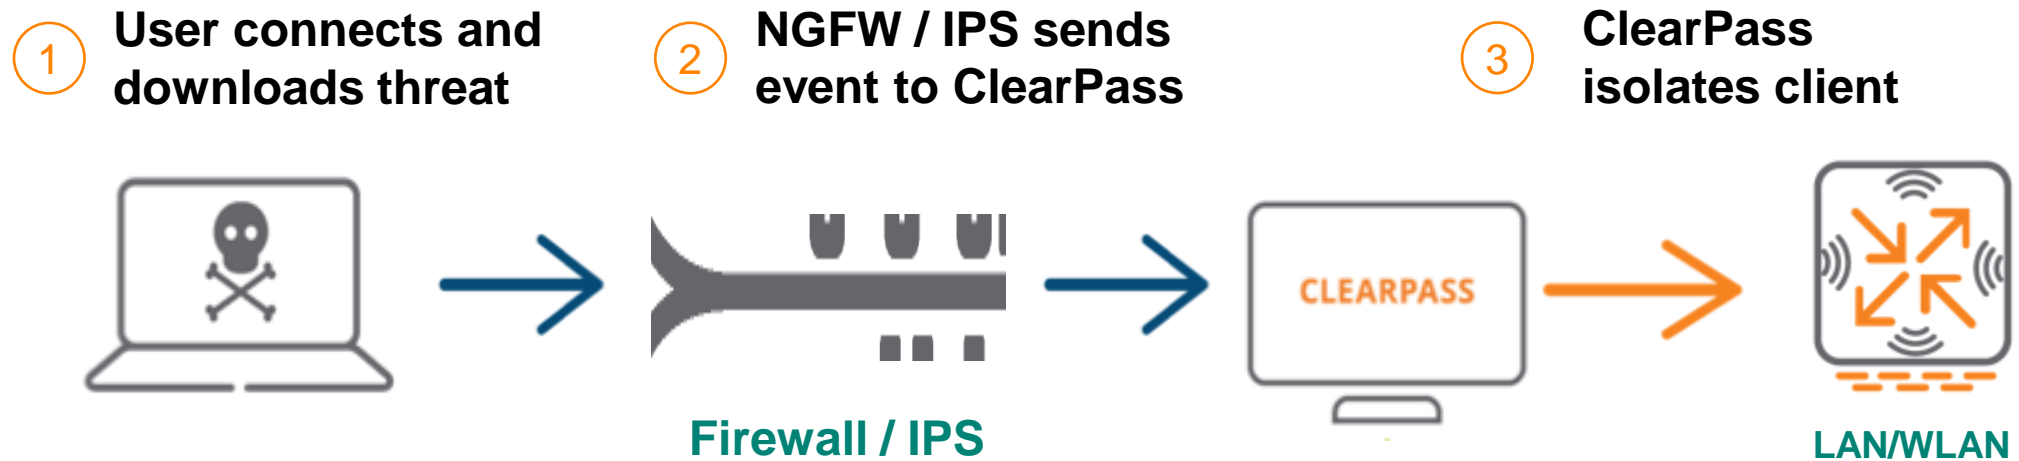 1
User connects and
downloads threat
2
NGFW / IPS sends
event to ClearPass
3
ClearPass
isolates client
CLEARPASS
Firewall / IPS
LAN/WLAN